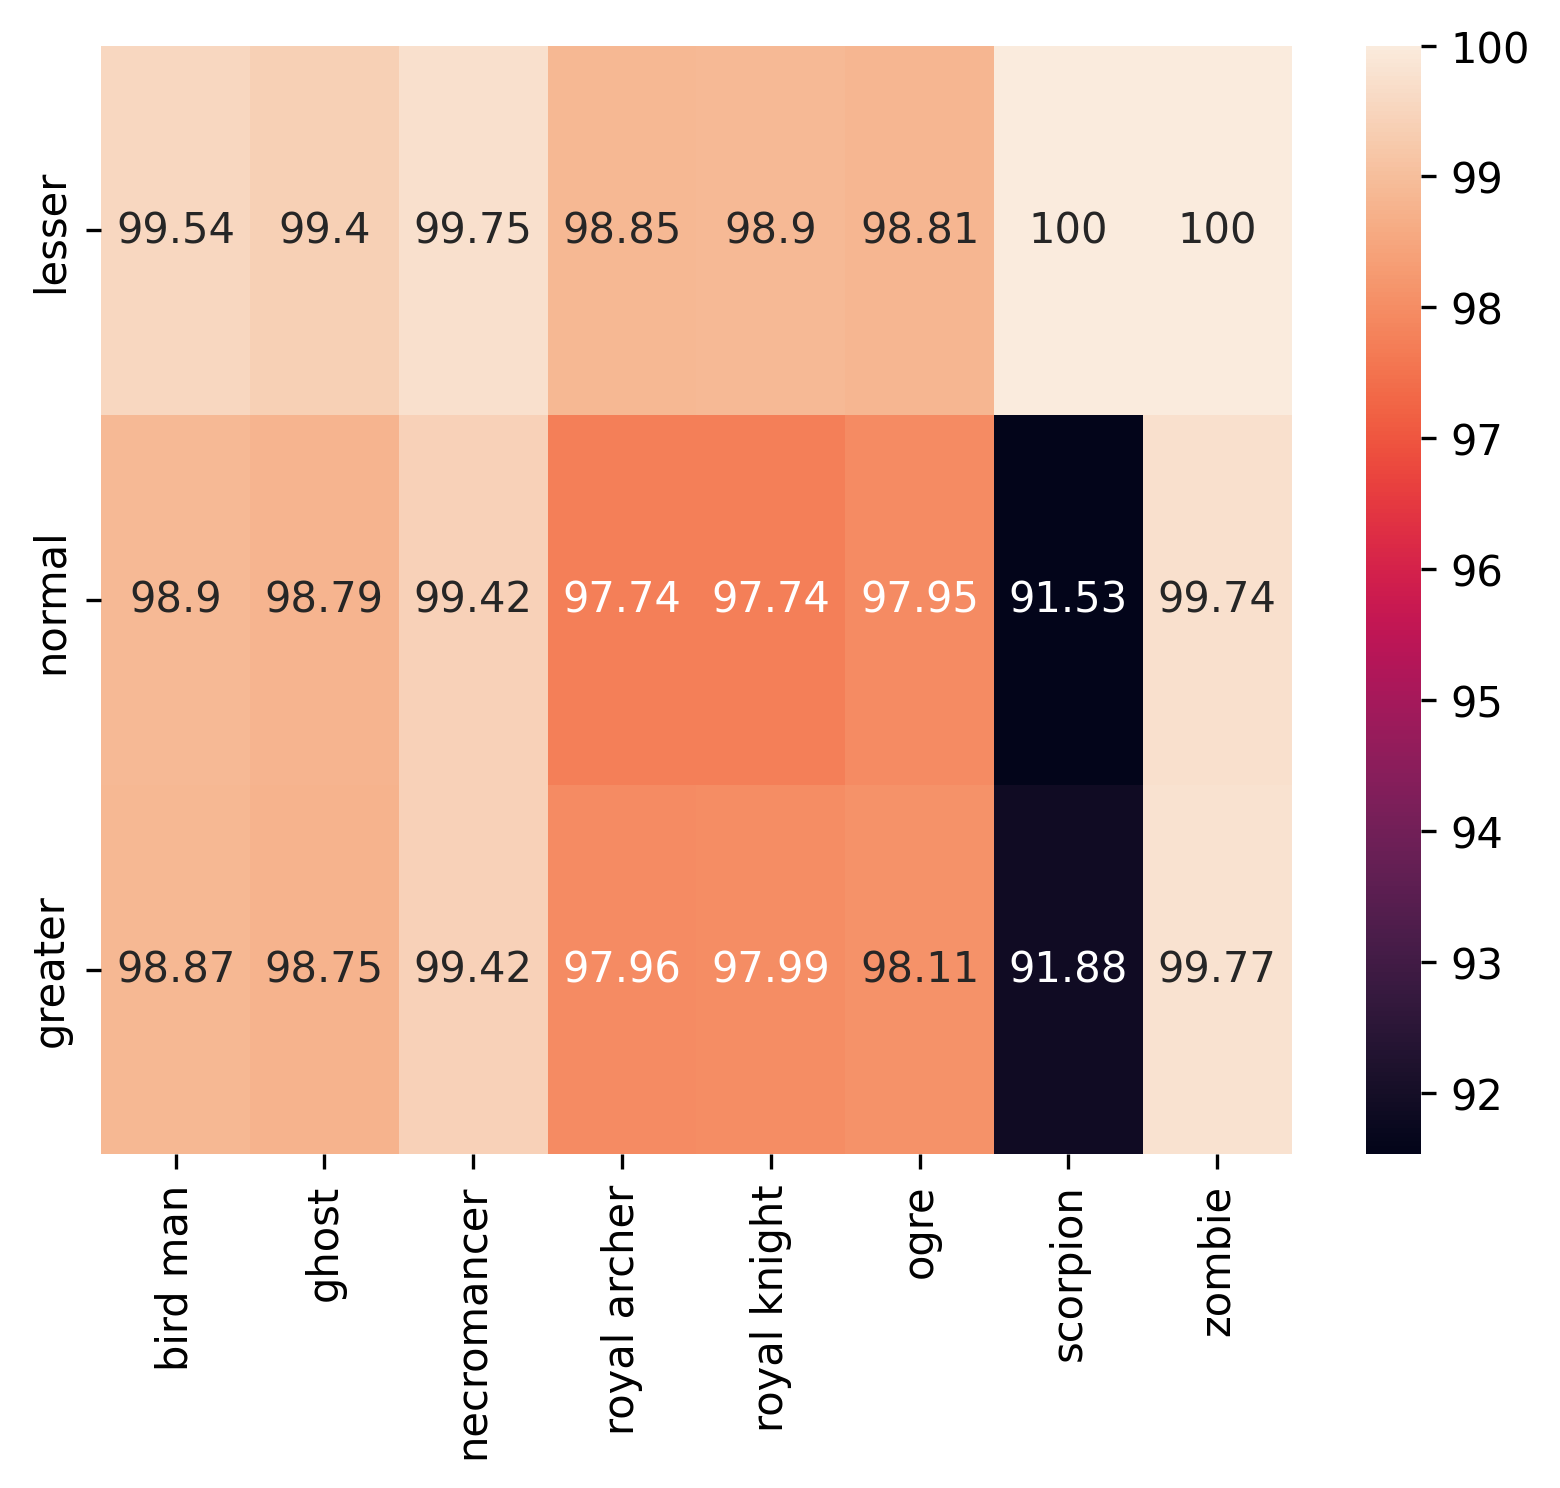 lesser 99.54 99.4 99.75 98.85 98.9 98.81 100 100
normal 98.9 98.79 99.42 97.74 97.74 97.95 91.53 99.74
greater 98.87 98.75 99.42 97.96 97.99 98.11 91.88 99.77
bird man
ghost
necromancer
royal archer
royal knight
ogre
scorpion
zombie
100
99
98
97
96
95
94
93
92